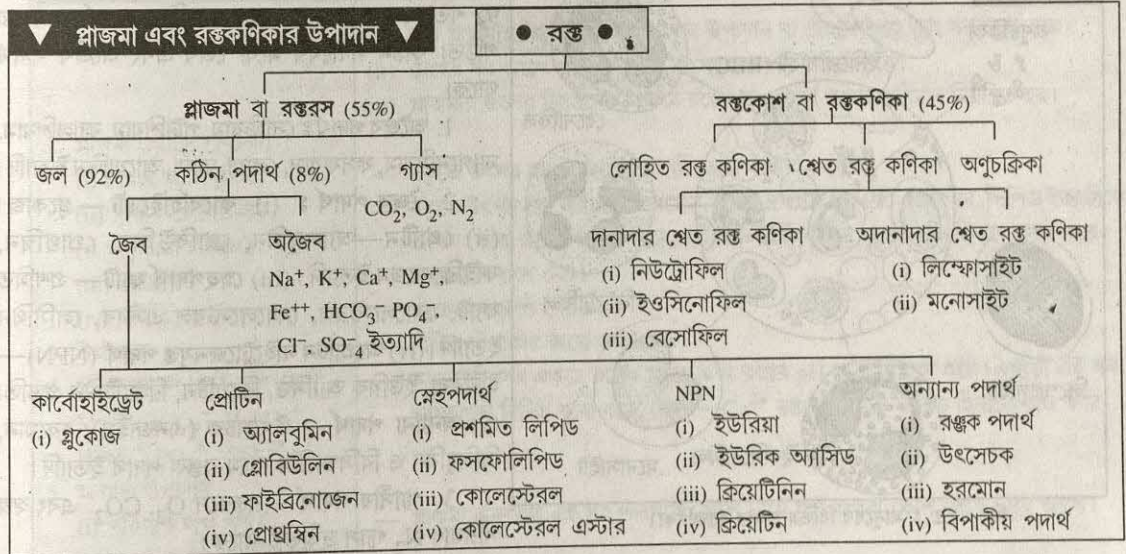 ▼ প্লাজমা এবং রক্তকণিকার উপাদান ▼
● রক্ত ●
প্লাজমা বা রক্তরস (55%) রক্তকোশ বা রক্তকণিকা (45%)
জল (92%) কঠিন পদার্থ (8%) গ্যাস লোহিত রক্ত কণিকা শ্বেত রক্ত কণিকা অণুচক্রিকা
CO₂, O₂, N₂
জৈব অজৈব দানাদার শ্বেত রক্ত কণিকা অদানাদার শ্বেত রক্ত কণিকা
Na⁺, K⁺, Ca⁺, Mg⁺, (i) নিউট্রোফিল (i) লিম্ফোসাইট
Fe⁺⁺, HCO₃⁻ PO₄⁻. (ii) ইওসিনোফিল (ii) মনোসাইট
Cl⁻, SO⁻₄ ইত্যাদি (iii) বেসোফিল
কার্বোহাইড্রেট প্রোটিন স্নেহপদার্থ NPN অন্যান্য পদার্থ
(i) গ্লুকোজ (i) অ্যালবুমিন (i) প্রশমিত লিপিড (i) ইউরিয়া (i) রঞ্জক পদার্থ
(ii) গ্লোবিউলিন (ii) ফসফোলিপিড (ii) ইউরিক অ্যাসিড (ii) উৎসেচক
(iii) ফাইব্রিনোজেন (iii) কোলেস্টেরল (iii) ক্রিয়েটিনিন (iii) হরমোন
(iv) প্রোথ্রম্বিন (iv) কোলেস্টেরল এস্টার (iv) ক্রিয়েটিন (iv) বিপাকীয় পদার্থ